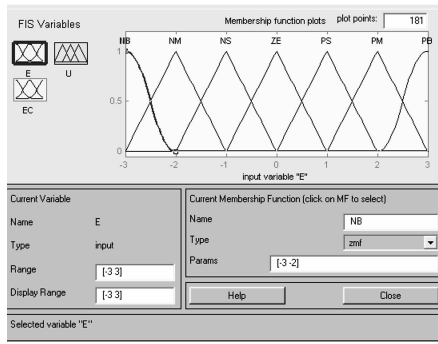 FIS Variables
Membership function plots
plot points: 181
E
U
EC
NB NM NS ZE PS PM PB
1
0.5
0
-3 -2 -1 0 1 2 3
input variable "E"
Current Variable
Name E
Type input
Range [-3 3]
Display Range [-3 3]
Current Membership Function (click on MF to select)
Name NB
Type zmf
Params [-3 -2]
Help Close
Selected variable "E"